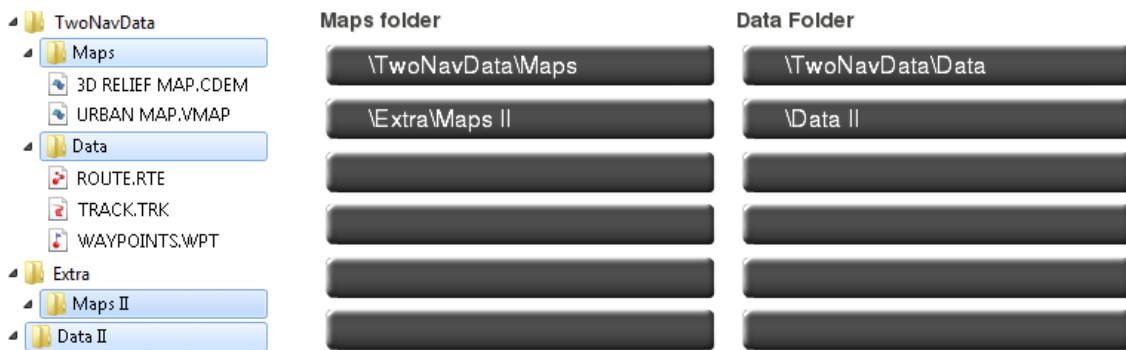 TwoNavData
Maps
3D RELIEF MAP.CDEM
URBAN MAP.VMAP
Data
ROUTE.RTE
TRACK.TRK
WAYPOINTS.WPT
Extra
Maps II
Data II
Maps folder
\TwoNavData\Maps
\Extra\Maps II
Data Folder
\TwoNavData\Data
\Data II